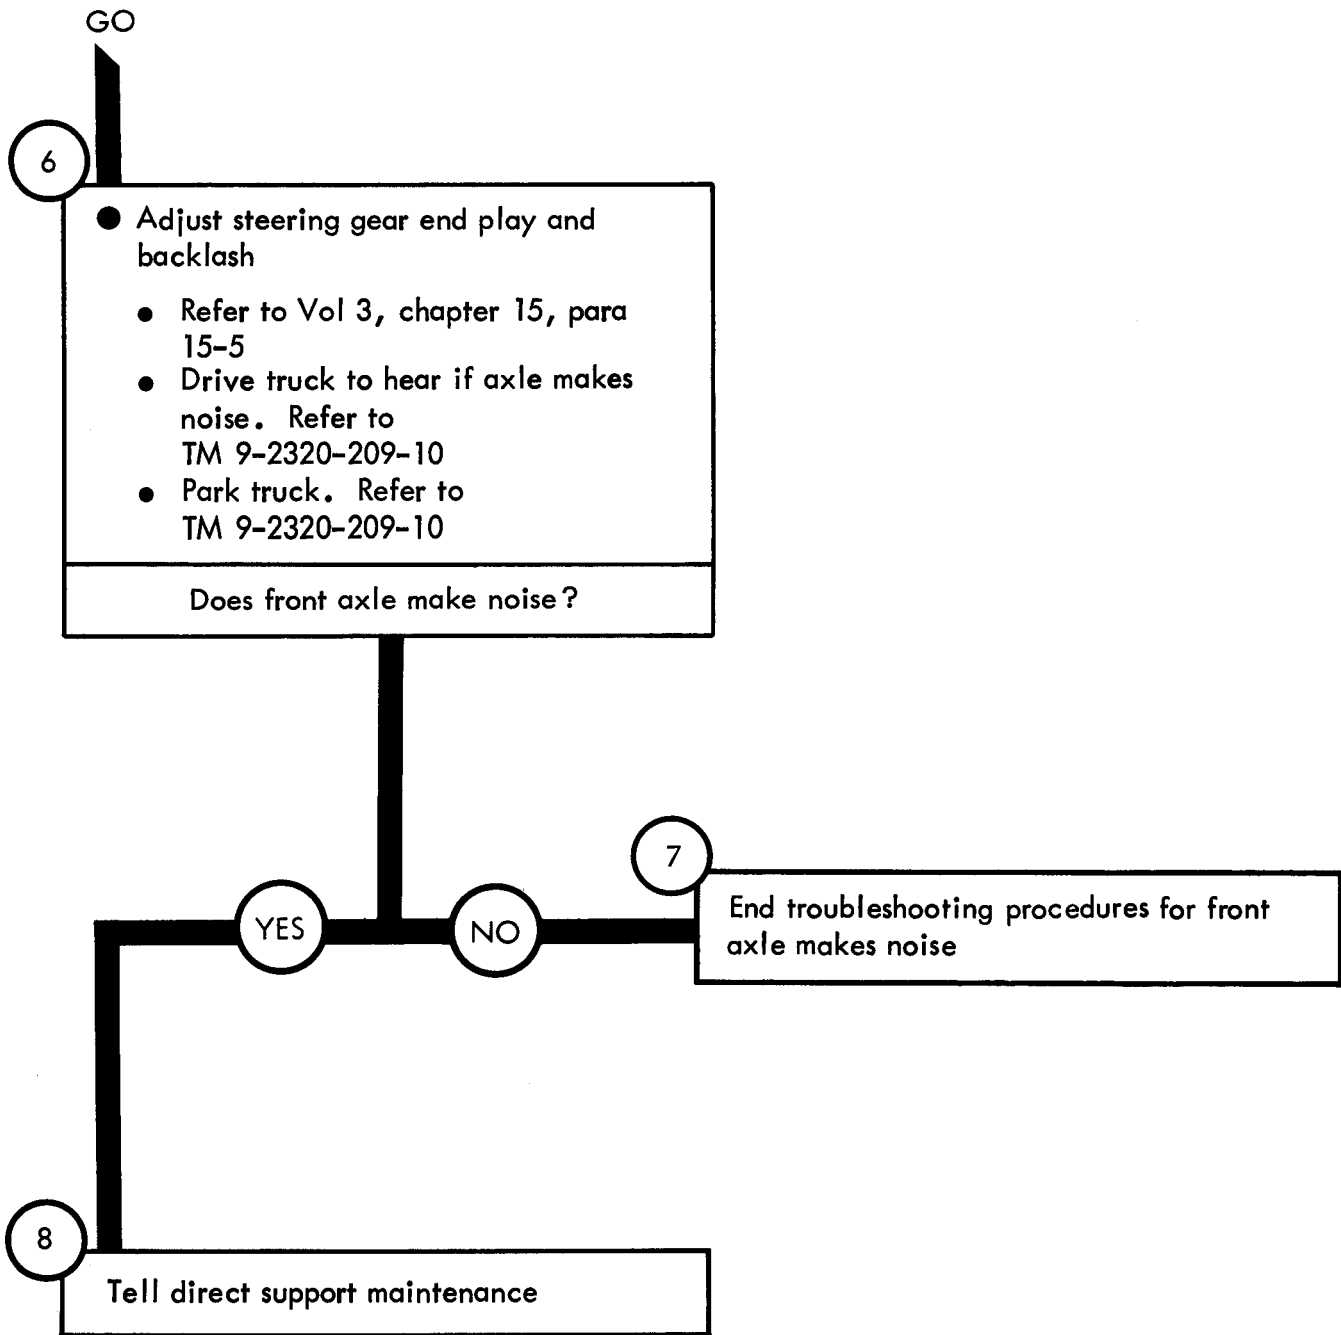 GO
6
● Adjust steering gear end play and
backlash
● Refer to Vol 3, chapter 15, para
15-5
● Drive truck to hear if axle makes
noise. Refer to
TM 9-2320-209-10
● Park truck. Refer to
TM 9-2320-209-10
Does front axle make noise?
7
End troubleshooting procedures for front
axle makes noise
YES
NO
8
Tell direct support maintenance